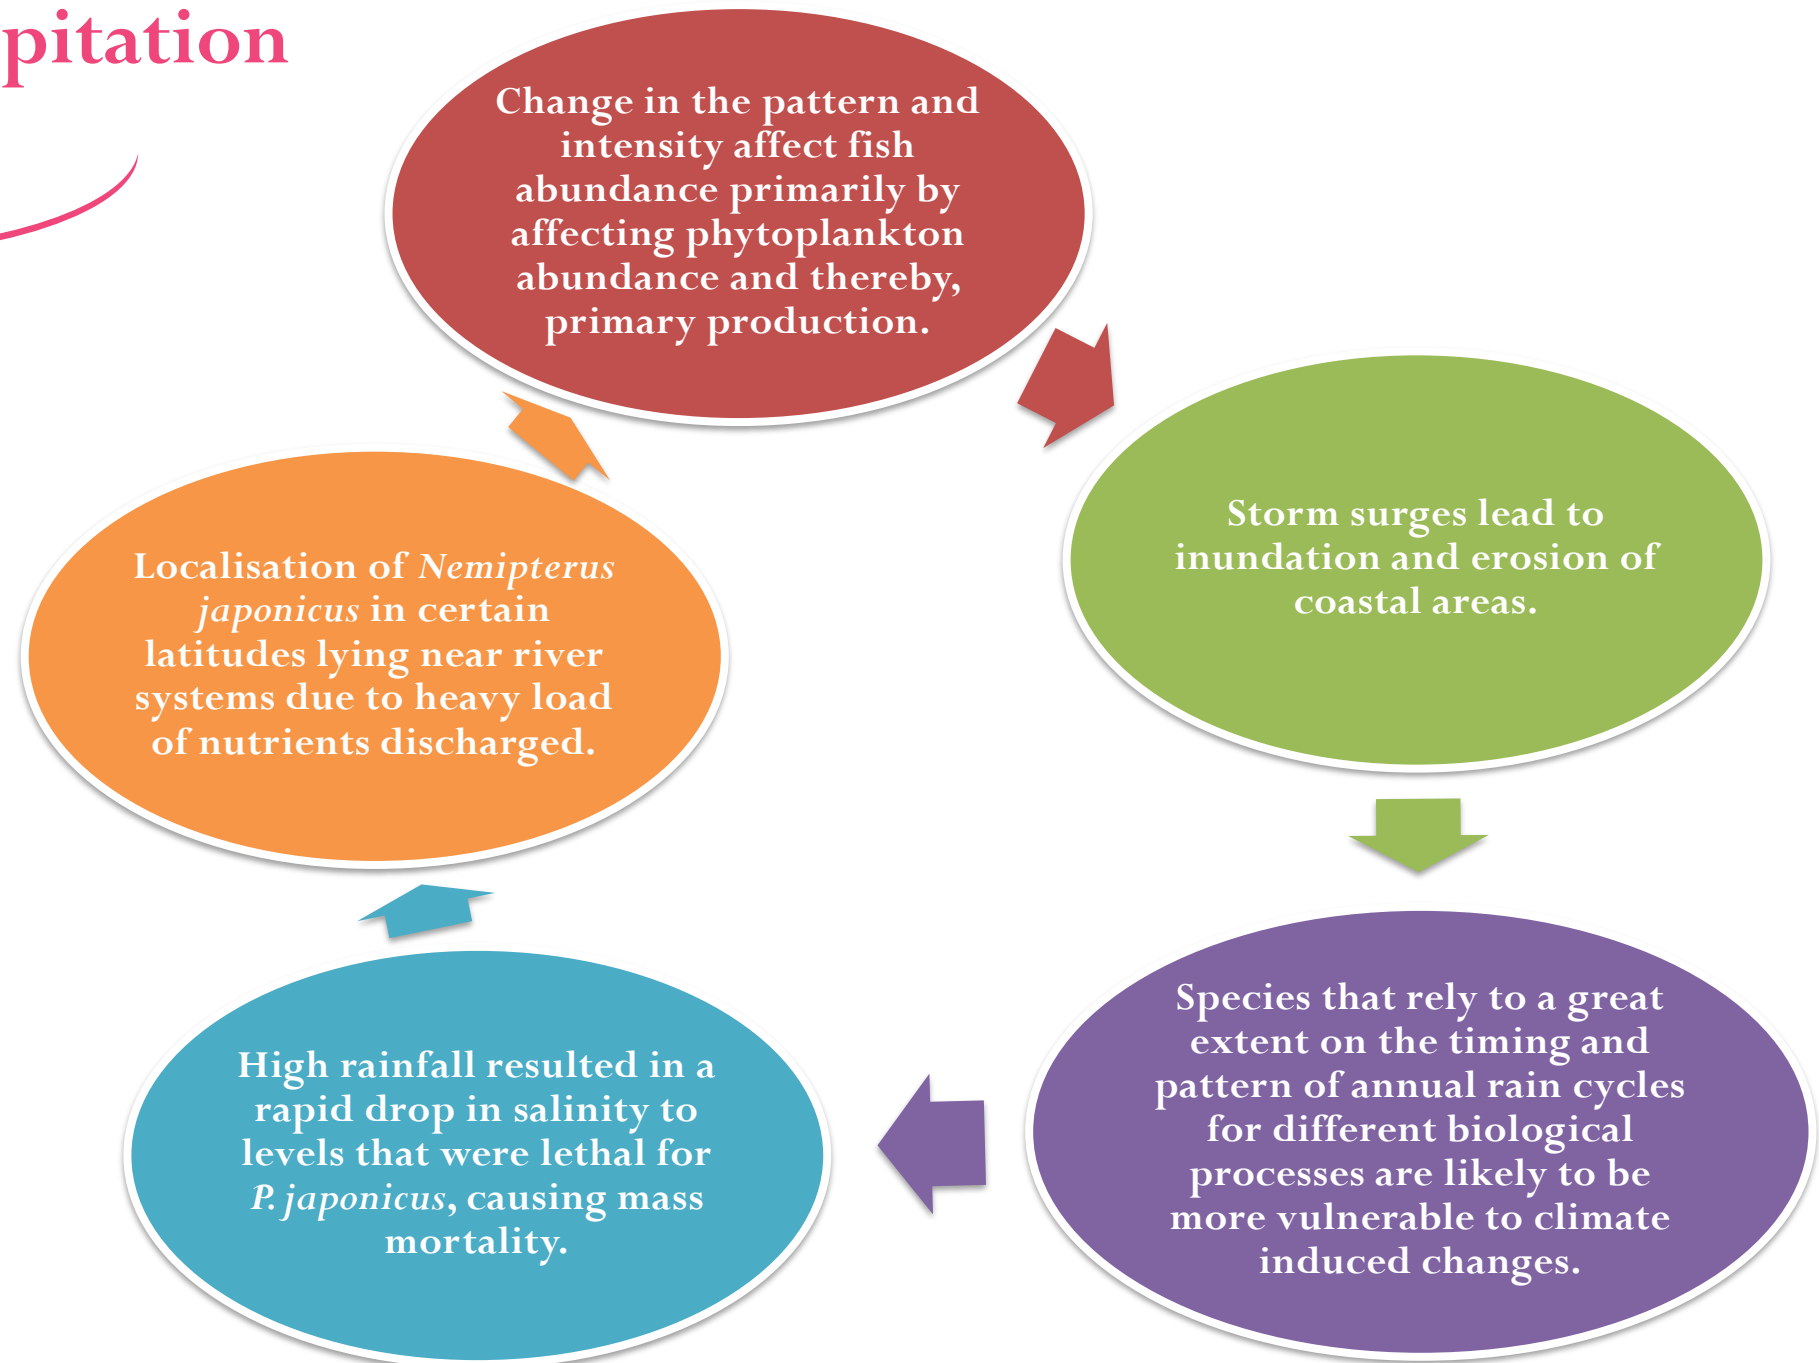 pitation
Change in the pattern and
intensity affect fish
abundance primarily by
affecting phytoplankton
abundance and thereby,
primary production.
Storm surges lead to
inundation and erosion of
coastal areas.
Species that rely to a great
extent on the timing and
pattern of annual rain cycles
for different biological
processes are likely to be
more vulnerable to climate
induced changes.
High rainfall resulted in a
rapid drop in salinity to
levels that were lethal for
P. japonicus, causing mass
mortality.
Localisation of Nemipterus
japonicus in certain
latitudes lying near river
systems due to heavy load
of nutrients discharged.